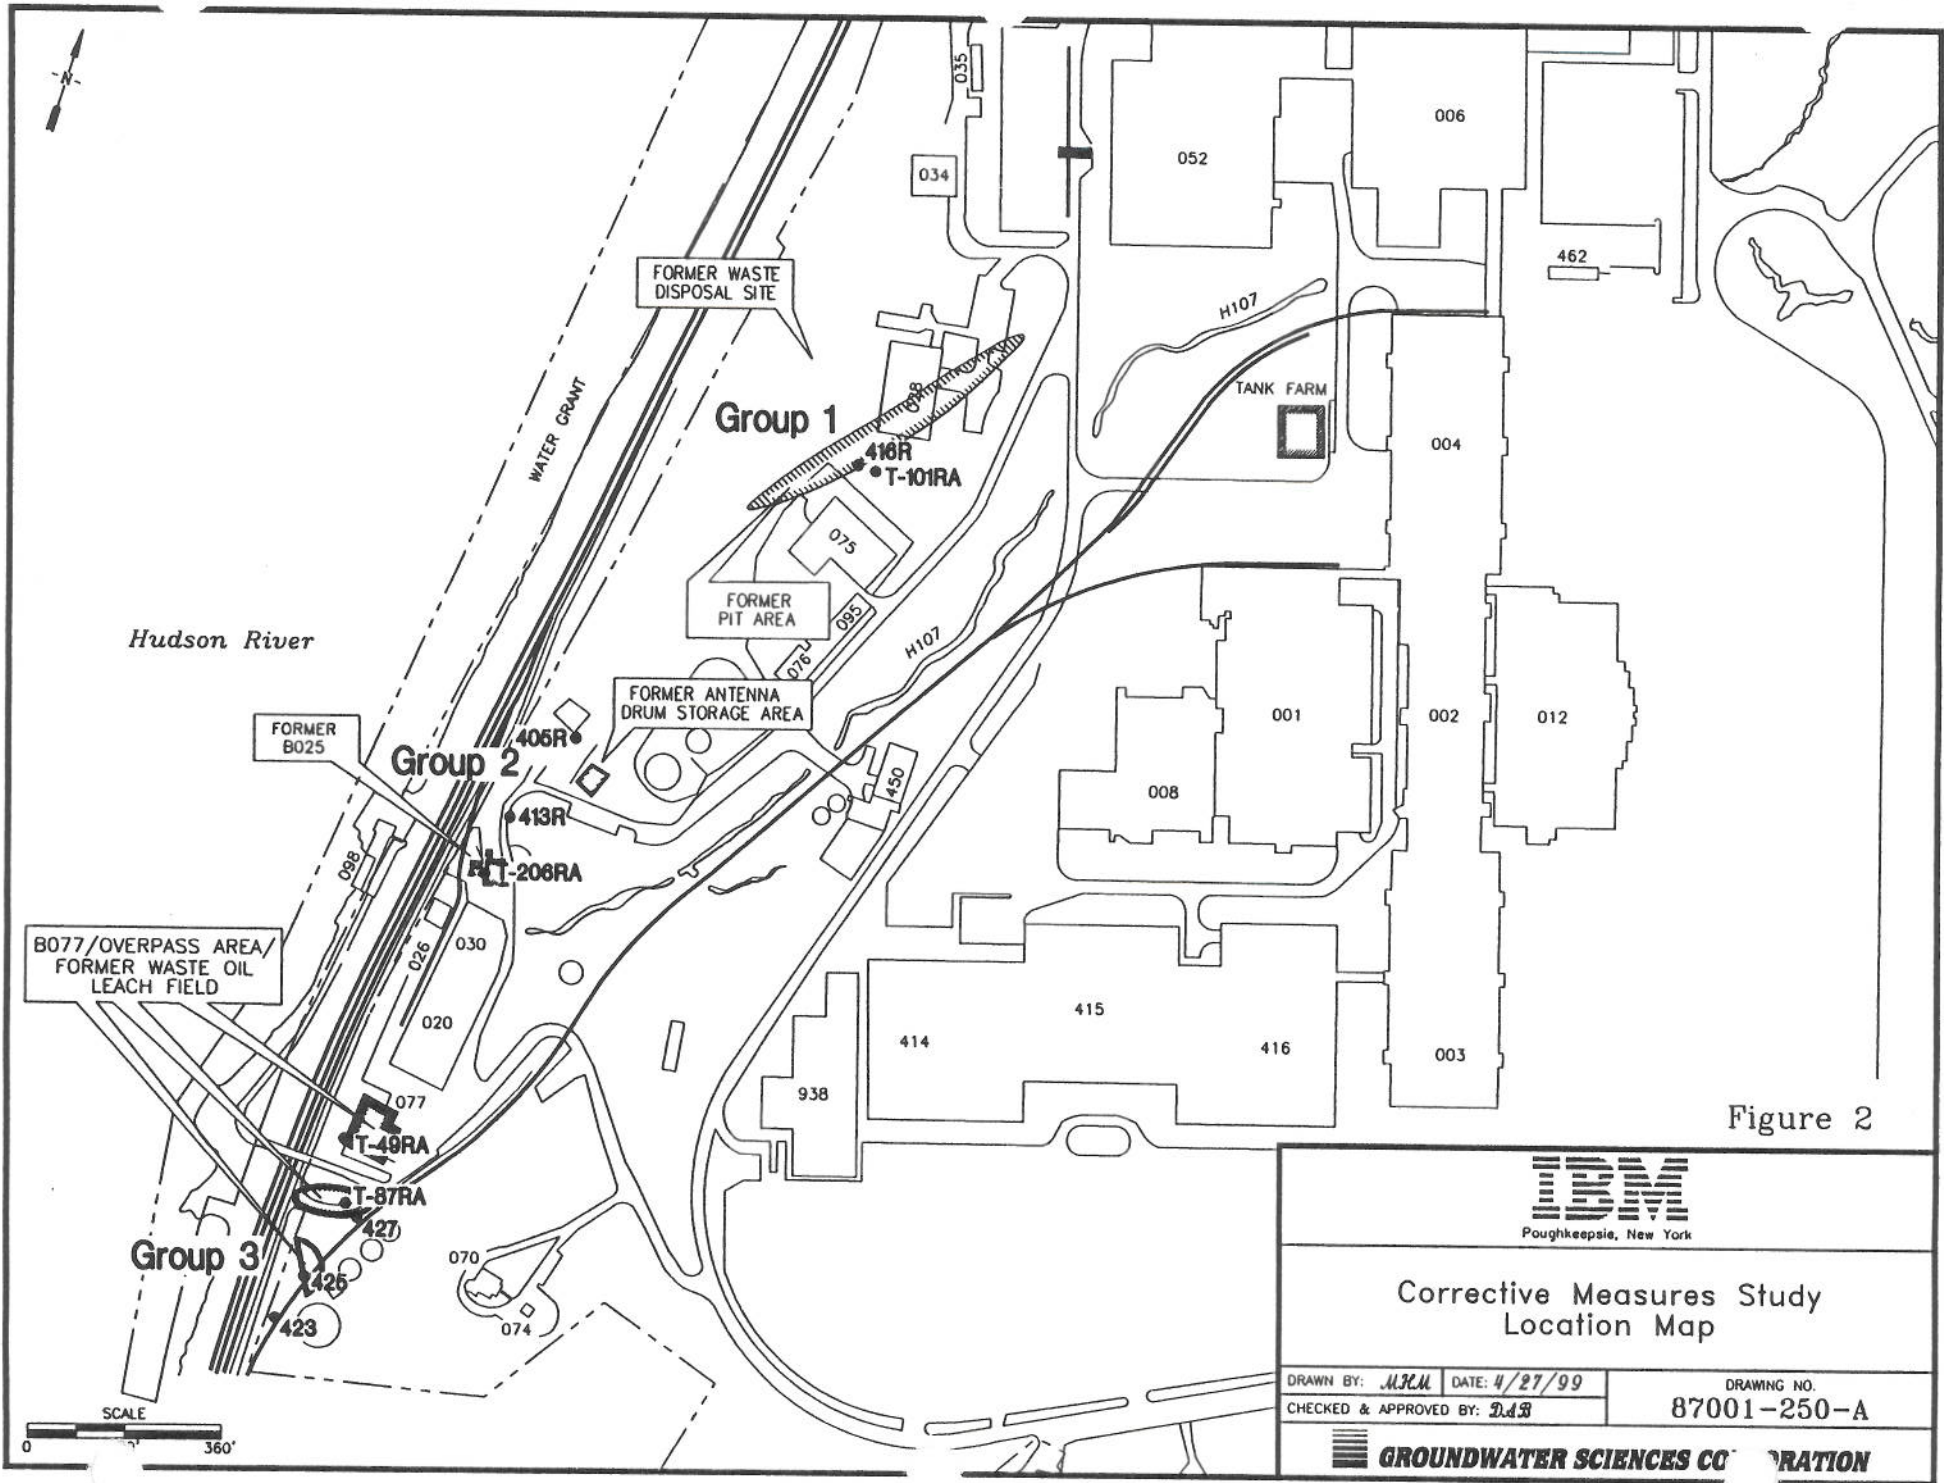 N
035
034
052
006
462
FORMER WASTE
DISPOSAL SITE
H107
WATER GRANT
Group 1
TANK FARM
004
416R
T-101RA
075
FORMER
PIT AREA
095
076
H107
Hudson River
FORMER ANTENNA
DRUM STORAGE AREA
FORMER
B025
405R
Group 2
413R
T-206RA
098
450
001
002
012
008
B077/OVERPASS AREA/
FORMER WASTE OIL
LEACH FIELD
026
030
020
414
415
416
003
938
077
T-49RA
T-87RA
427
Group 3
425
423
070
074
Figure 2
IBM
Poughkeepsie, New York
Corrective Measures Study
Location Map
DRAWN BY: MHM
DATE: 4/27/99
CHECKED & APPROVED BY: DAB
DRAWING NO.
87001-250-A
SCALE
0
360'
GROUNDWATER SCIENCES